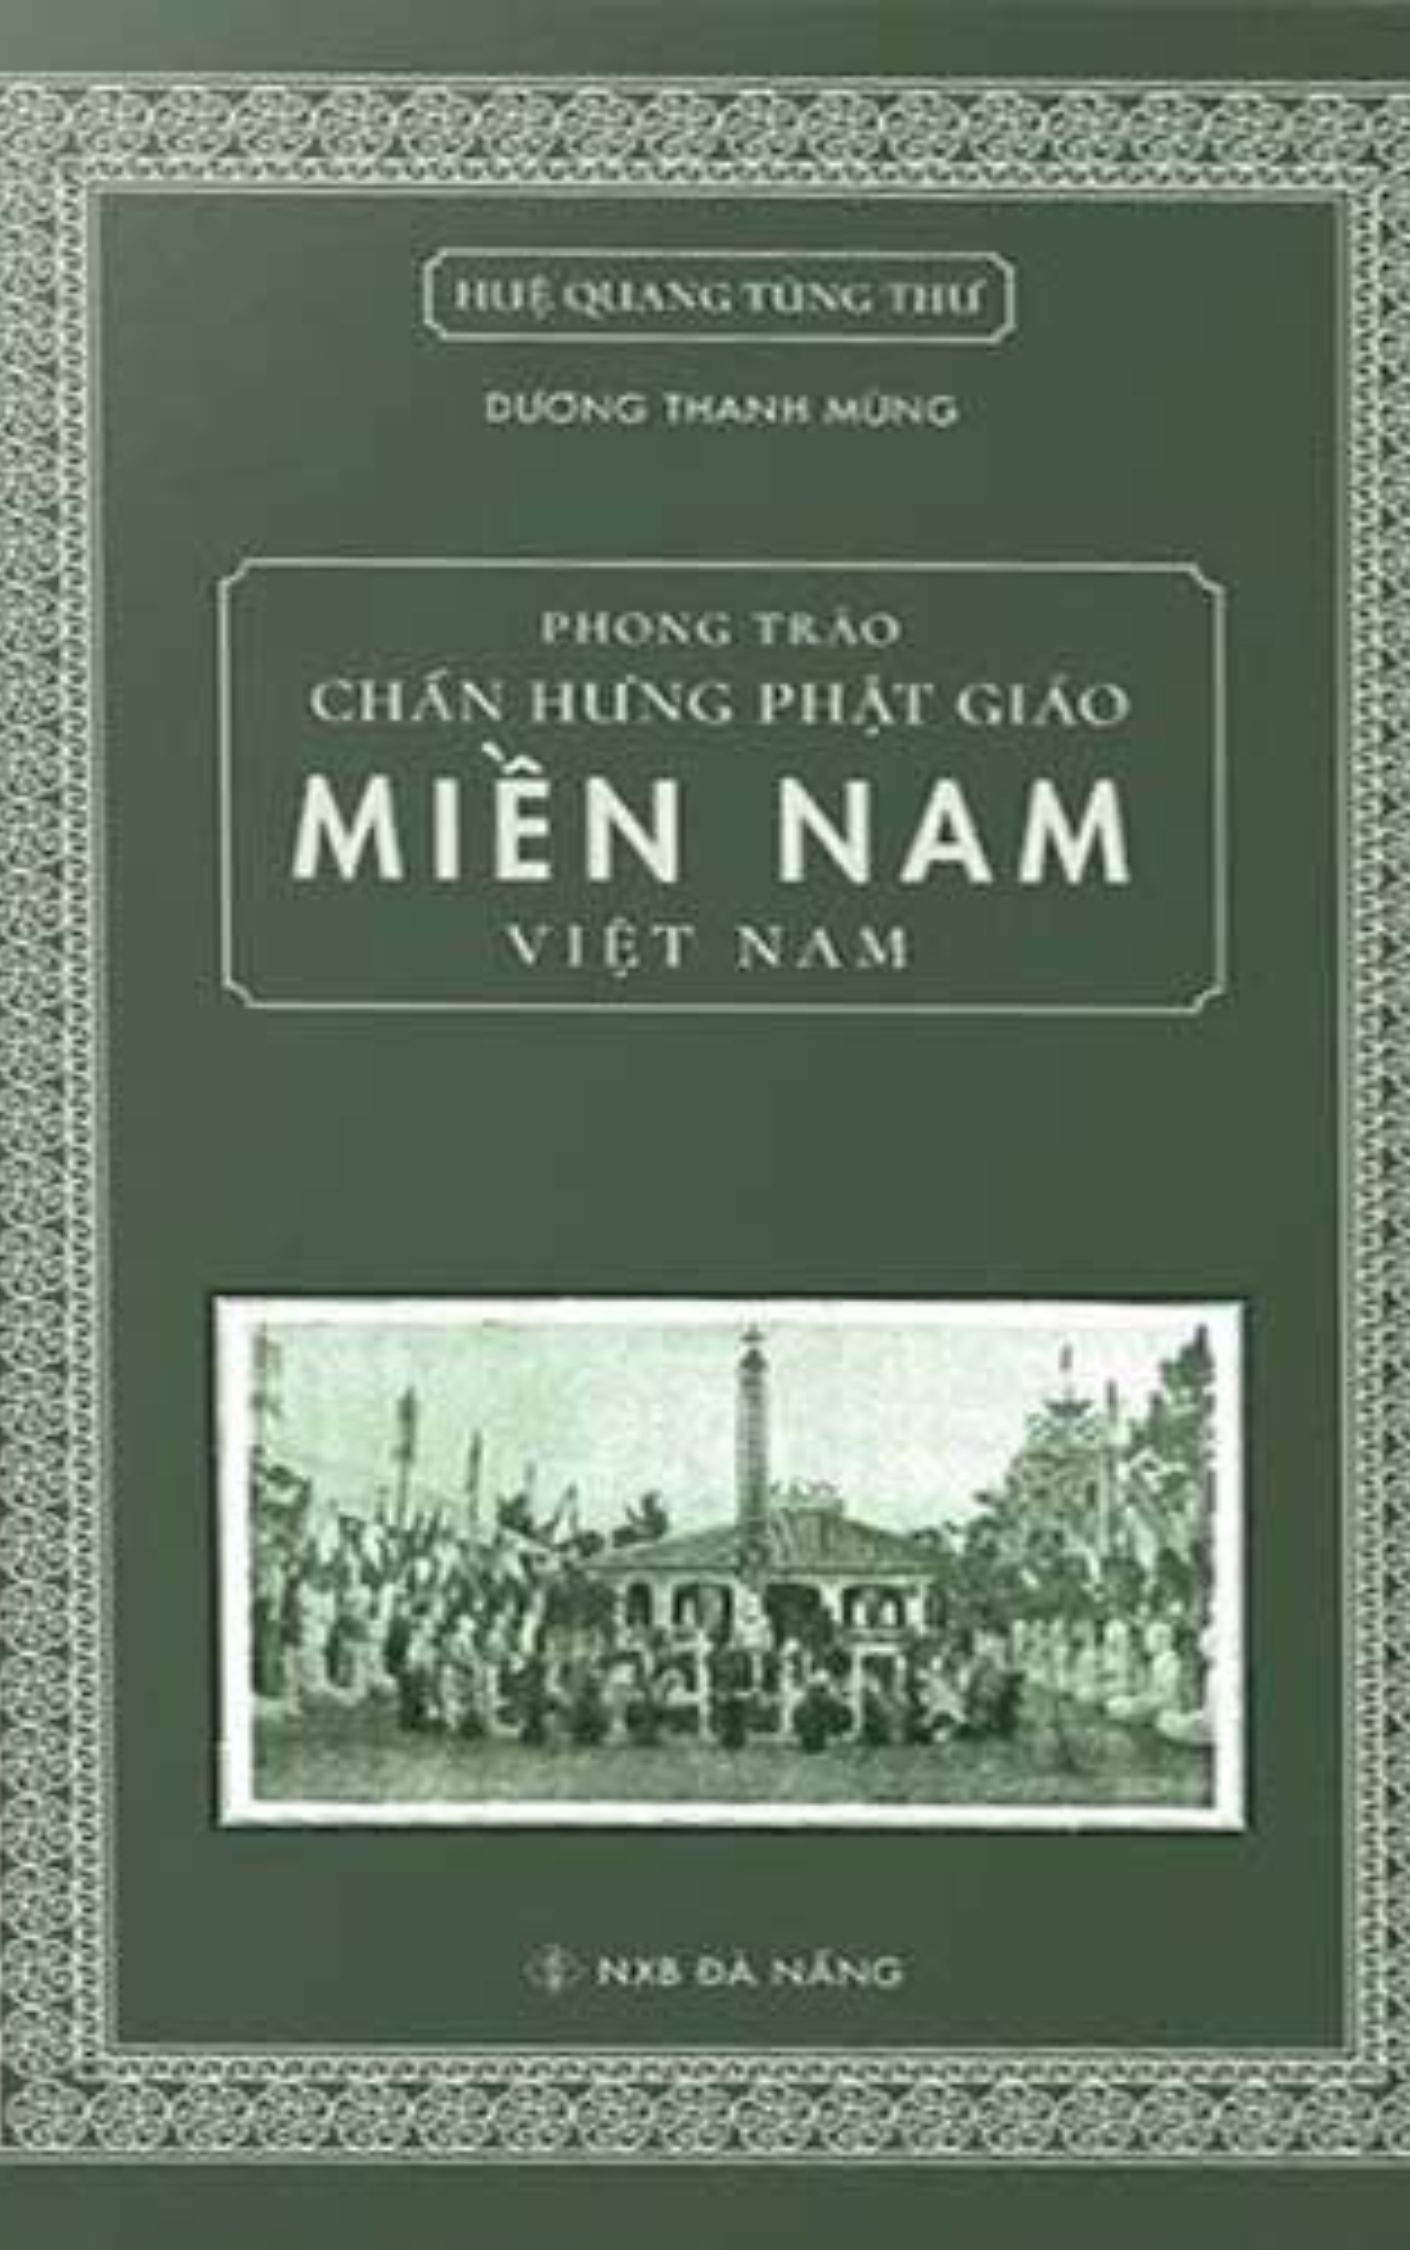 HUỆ QUANG TÙNG THƯ
DƯƠNG THANH MỪNG
PHONG TRÀO
CHẤN HƯNG PHẬT GIÁO
MIỀN NAM
VIỆT NAM
NXB ĐÀ NẴNG